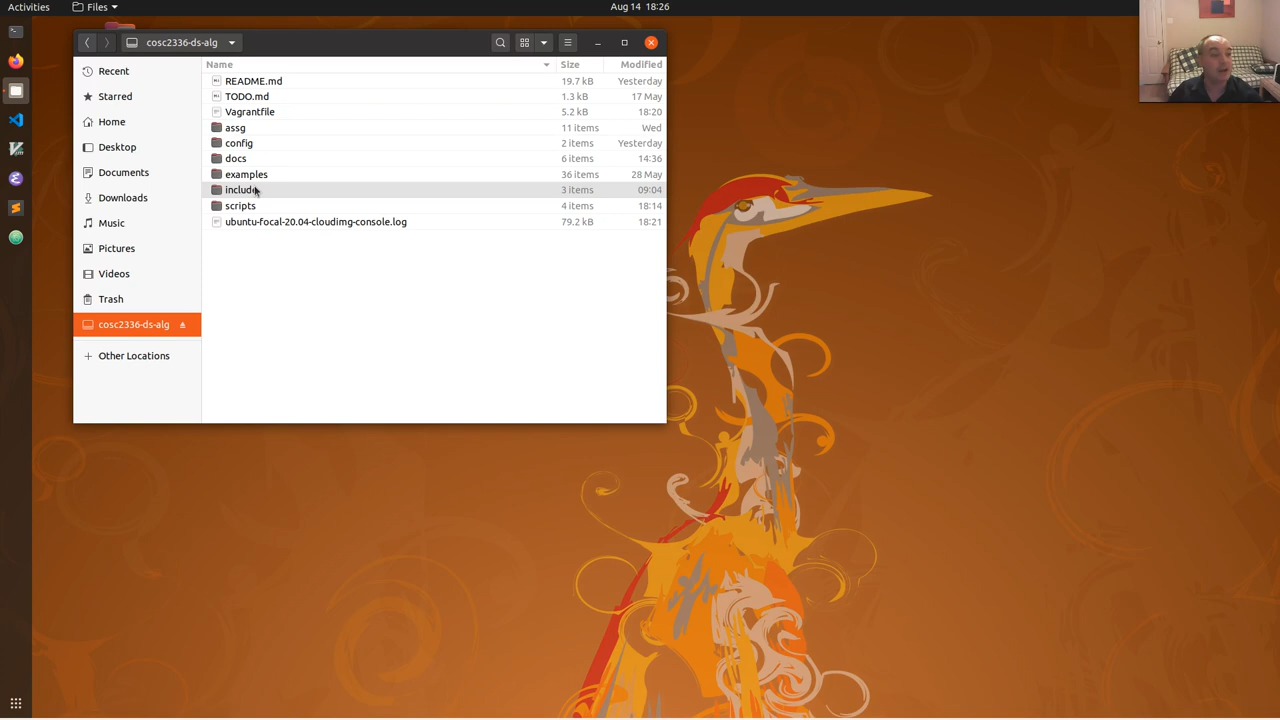 Activities Files Aug 14 18:26
cosc2336-ds-alg
Name Size Modified
Recent
Starred
Home
Desktop
Documents
Downloads
Music
Pictures
Videos
Trash
cosc2336-ds-alg
Other Locations
README.md 19.7 kB Yesterday
TODO.md 1.3 kB 17 May
Vagrantfile 5.2 kB 18:20
assg 11 items Wed
config 2 items Yesterday
docs 6 items 14:36
examples 36 items 28 May
include 3 items 09:04
scripts 4 items 18:14
ubuntu-focal-20.04-cloudimg-console.log 79.2 kB 18:21